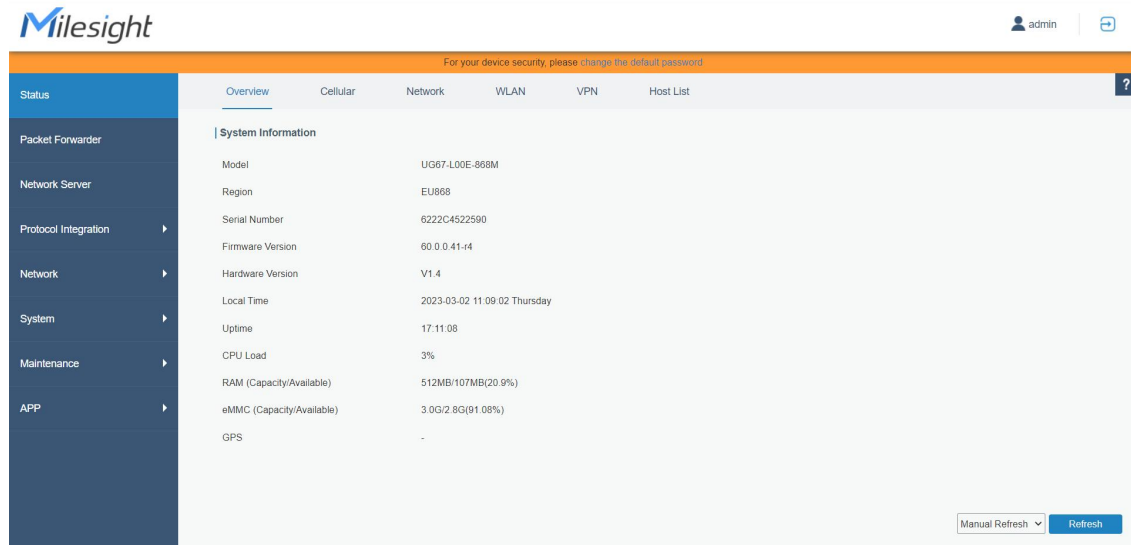 Milesight
admin
For your device security, please change the default password
Status
Packet Forwarder
Network Server
Protocol Integration
Network
System
Maintenance
APP
Overview Cellular Network WLAN VPN Host List
?
System Information
Model UG67-L00E-868M
Region EU868
Serial Number 6222C4522590
Firmware Version 60.0.0.41-r4
Hardware Version V1.4
Local Time 2023-03-02 11:09:02 Thursday
Uptime 17:11:08
CPU Load 3%
RAM (Capacity/Available) 512MB/107MB(20.9%)
eMMC (Capacity/Available) 3.0G/2.8G(91.08%)
GPS -
Manual Refresh Refresh